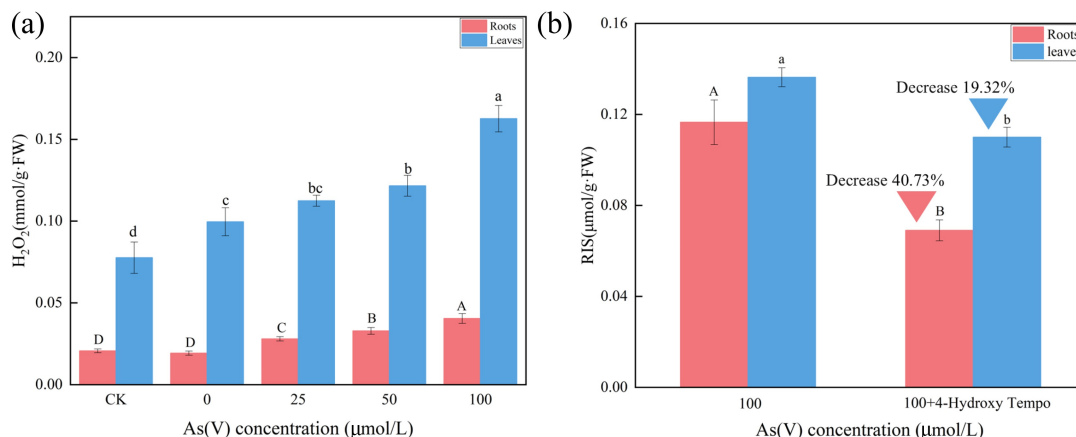 (a)
Roots
Leaves
0.20
0.15
0.10
0.05
0.00
H₂O₂(mmol/g·FW)
D
d
D
c
C
bc
B
b
A
a
CK
0
25
50
100
As(V) concentration (μmol/L)
(b)
Roots
leave
0.16
0.12
0.08
0.04
0.00
RIS(μmol/g·FW)
A
a
Decrease 19.32%
b
Decrease 40.73%
B
100
100+4-Hydroxy Tempo
As(V) concentration (μmol/L)